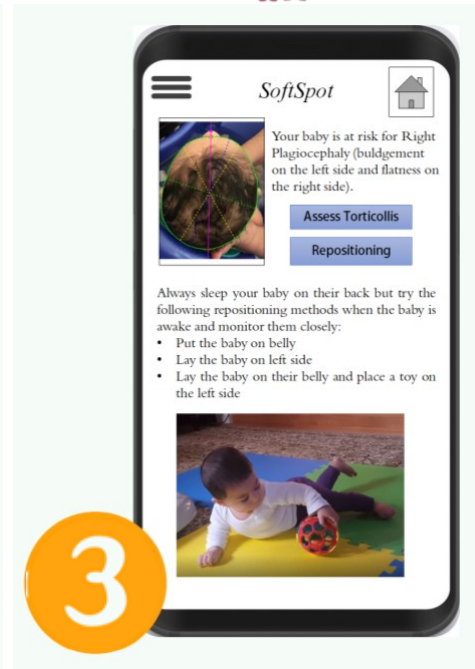 SoftSpot
Your baby is at risk for Right
Plagiocephaly (buldgement
on the left side and flatness on
the right side).
Assess Torticollis
Repositioning
Always sleep your baby on their back but try the
following repositioning methods when the baby is
awake and monitor them closely:
• Put the baby on belly
• Lay the baby on left side
• Lay the baby on their belly and place a toy on
the left side
3